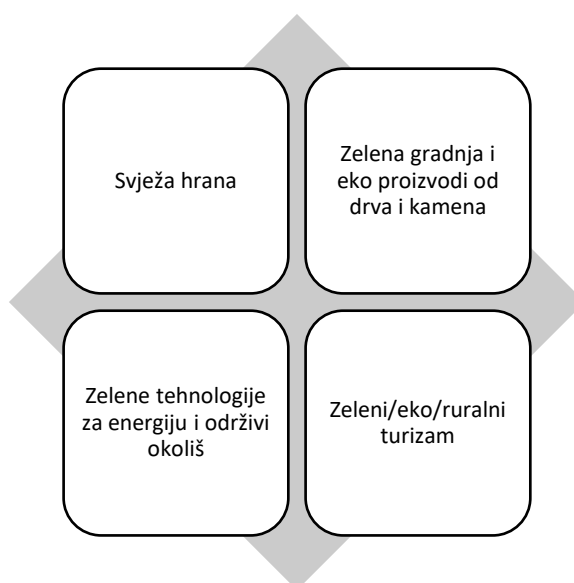 Svježa hrana
Zelena gradnja i
eko proizvodi od
drva i kamena
Zelene tehnologije
za energiju i održivi
okoliš
Zeleni/eko/ruralni
turizam